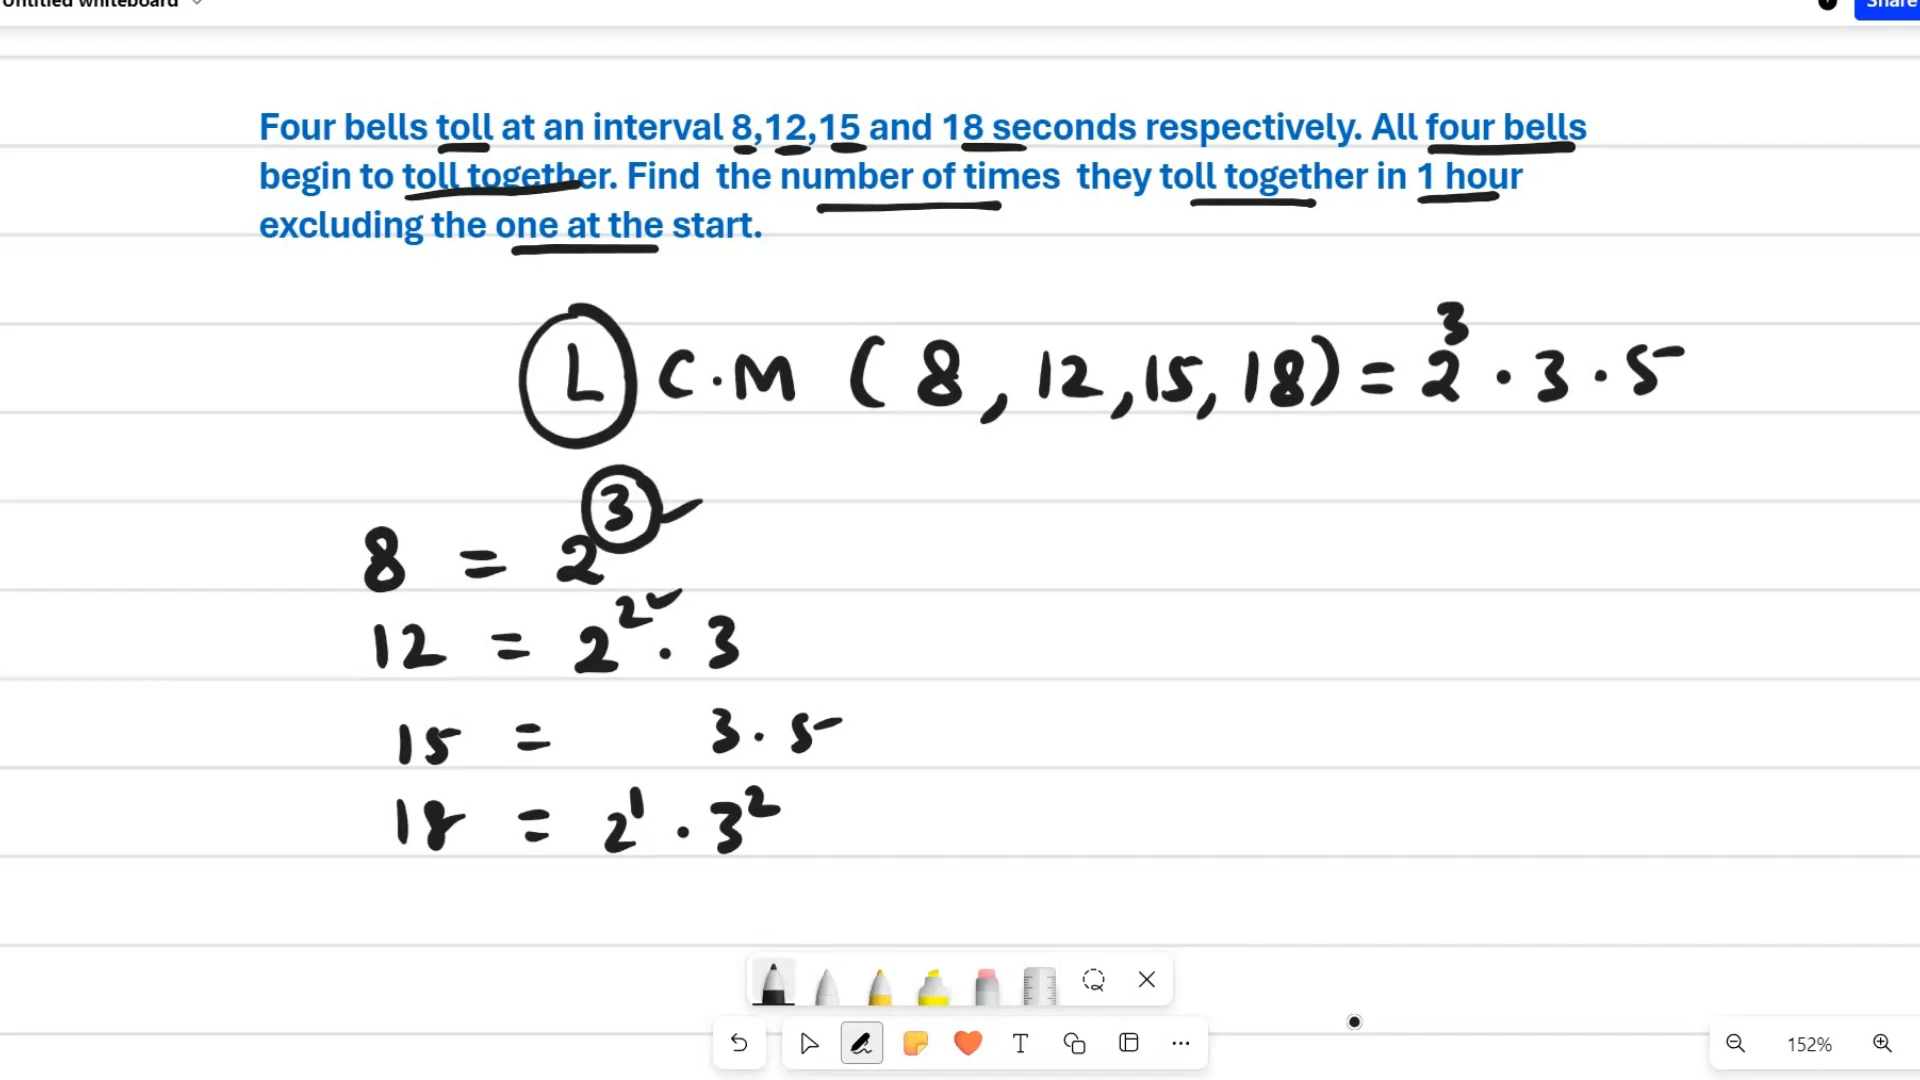 Untitled whiteboard
Share
Four bells toll at an interval 8,12,15 and 18 seconds respectively. All four bells
begin to toll together. Find the number of times they toll together in 1 hour
excluding the one at the start.
L C.M ( 8, 12, 15, 18) = 2³ · 3 · 5
8 = 2³
12 = 2² · 3
15 = 3 · 5
18 = 2¹ · 3²
T
152%